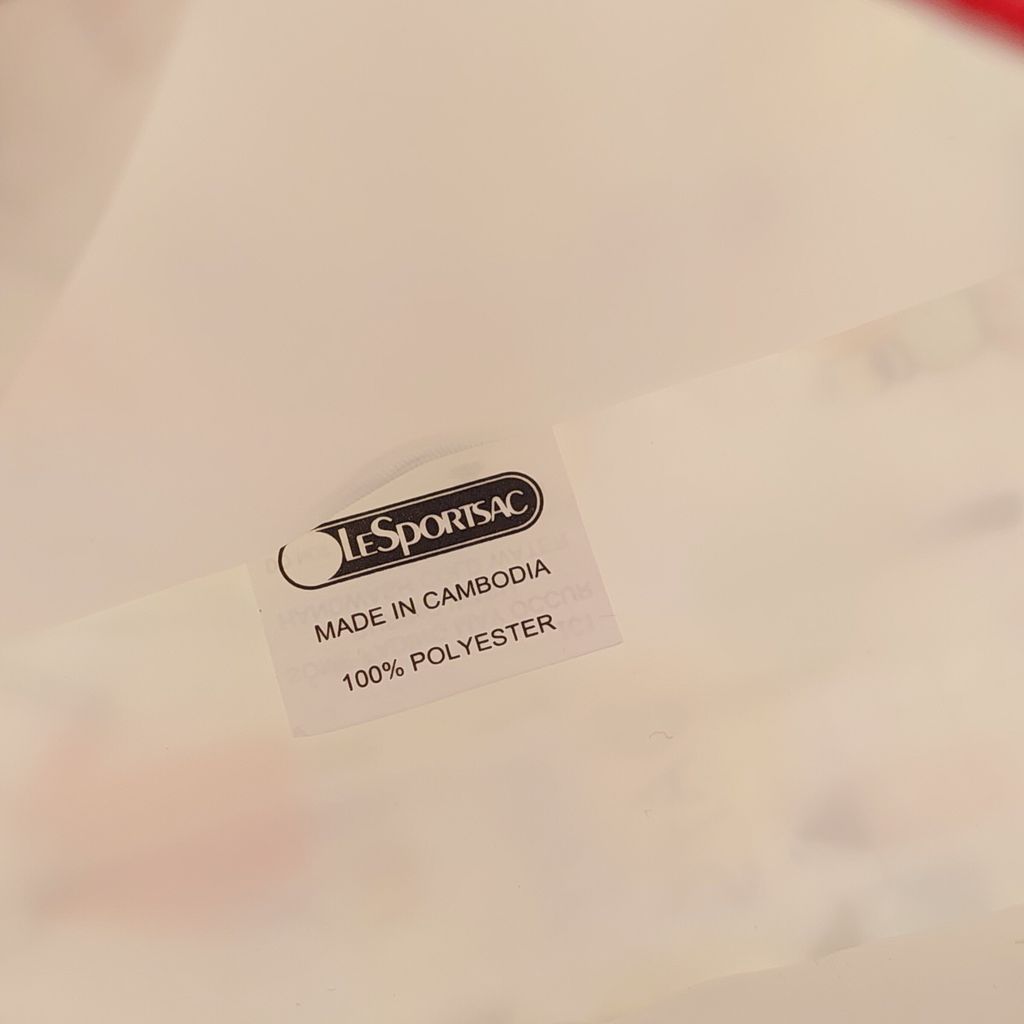 LESPORTSAC
MADE IN CAMBODIA
100% POLYESTER